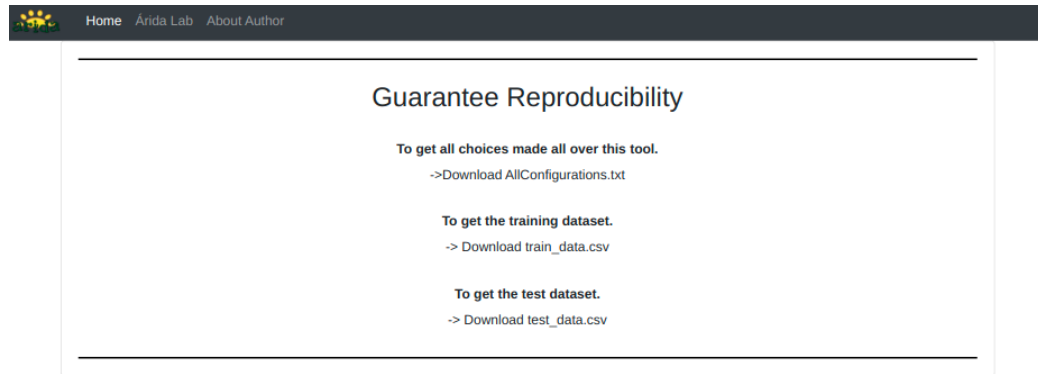 arida
Home Árida Lab About Author
Guarantee Reproducibility
To get all choices made all over this tool.
->Download AllConfigurations.txt
To get the training dataset.
-> Download train_data.csv
To get the test dataset.
-> Download test_data.csv